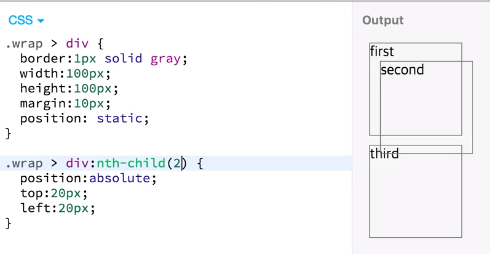 CSS
.wrap > div {
border:1px solid gray;
width:100px;
height:100px;
margin:10px;
position: static;
}
.wrap > div:nth-child(2) {
position:absolute;
top:20px;
left:20px;
}
Output
first
second
third